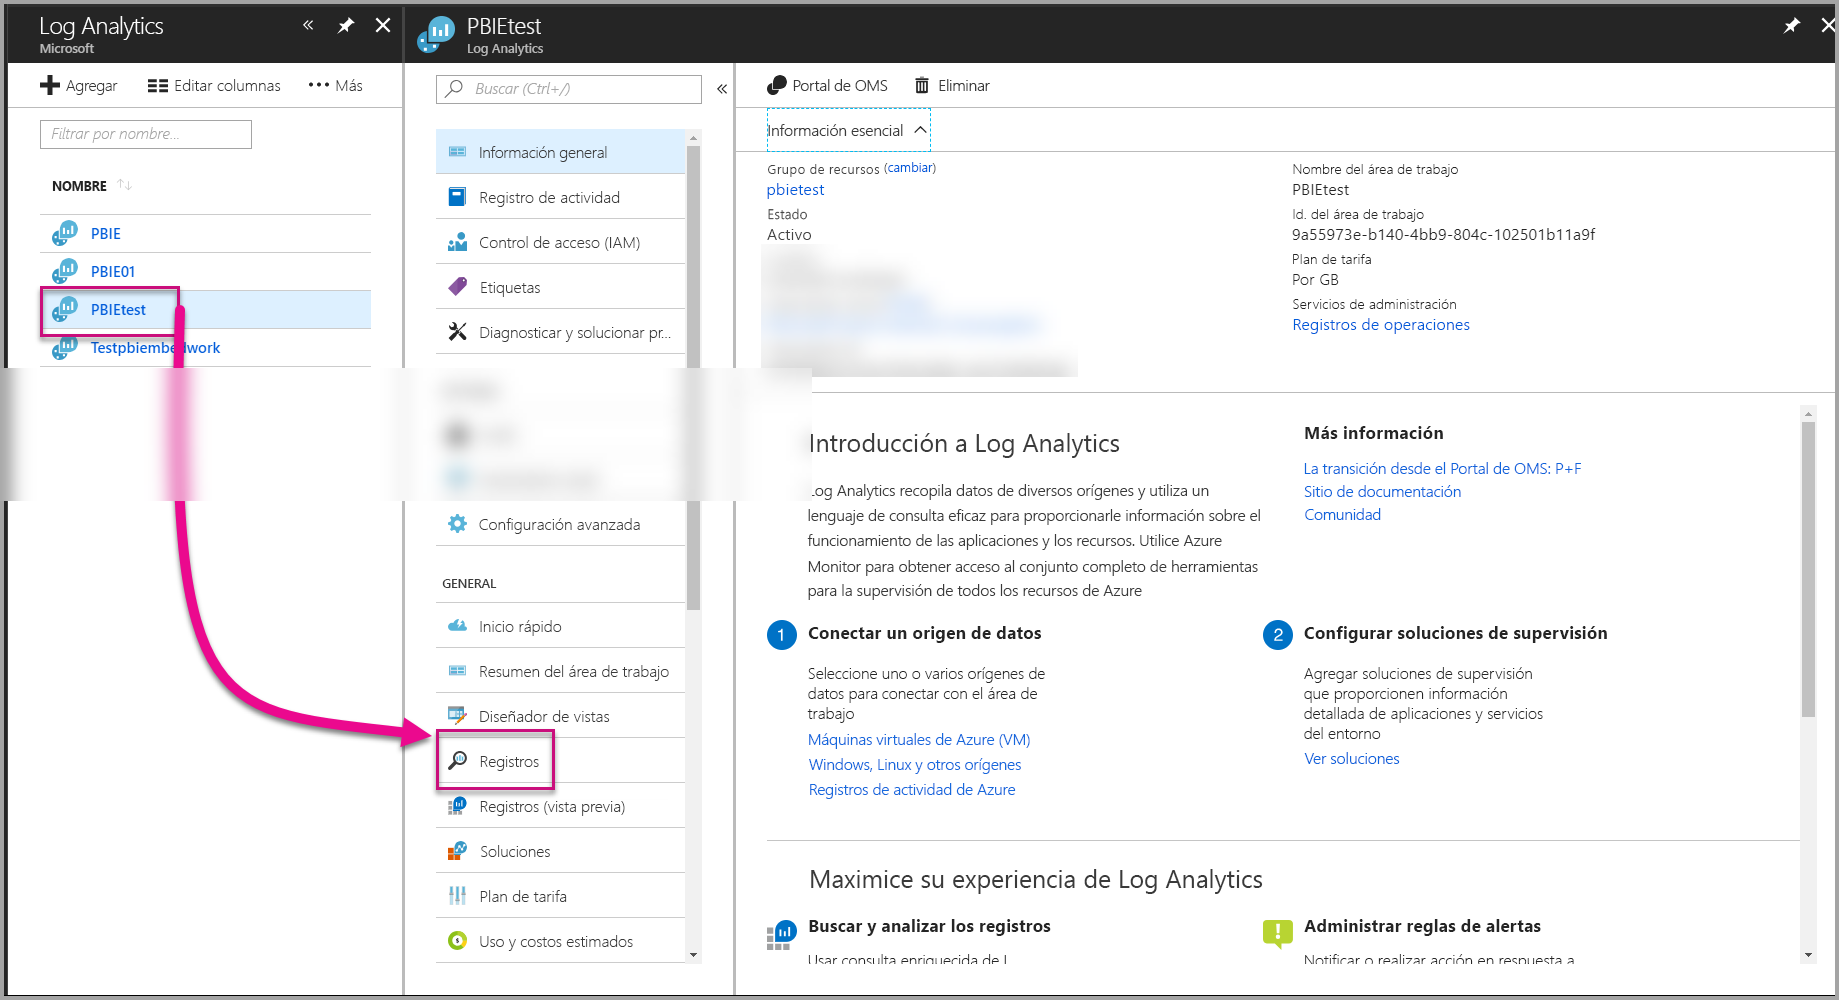 Log Analytics
Microsoft
PBIEtest
Log Analytics
Agregar
Editar columnas
Más
Filtrar por nombre...
NOMBRE
PBIE
PBIE01
PBIEtest
Testpbiembedwork
Buscar (Ctrl+/)
Información general
Registro de actividad
Control de acceso (IAM)
Etiquetas
Diagnosticar y solucionar pr...
Configuración avanzada
GENERAL
Inicio rápido
Resumen del área de trabajo
Diseñador de vistas
Registros
Registros (vista previa)
Soluciones
Plan de tarifa
Uso y costos estimados
Portal de OMS
Eliminar
Información esencial
Grupo de recursos (cambiar)
pbietest
Estado
Activo
Nombre del área de trabajo
PBIEtest
Id. del área de trabajo
9a55973e-b140-4bb9-804c-102501b11a9f
Plan de tarifa
Por GB
Servicios de administración
Registros de operaciones
Introducción a Log Analytics
Log Analytics recopila datos de diversos orígenes y utiliza un
lenguaje de consulta eficaz para proporcionarle información sobre el
funcionamiento de las aplicaciones y los recursos. Utilice Azure
Monitor para obtener acceso al conjunto completo de herramientas
para la supervisión de todos los recursos de Azure
Más información
La transición desde el Portal de OMS: P+F
Sitio de documentación
Comunidad
1 Conectar un origen de datos
Seleccione uno o varios orígenes de
datos para conectar con el área de
trabajo
Máquinas virtuales de Azure (VM)
Windows, Linux y otros orígenes
Registros de actividad de Azure
2 Configurar soluciones de supervisión
Agregar soluciones de supervisión
que proporcionen información
detallada de aplicaciones y servicios
del entorno
Ver soluciones
Maximice su experiencia de Log Analytics
Buscar y analizar los registros
Usar consulta enriquecida de L
Administrar reglas de alertas
Notificar o realizar acción en respuesta a